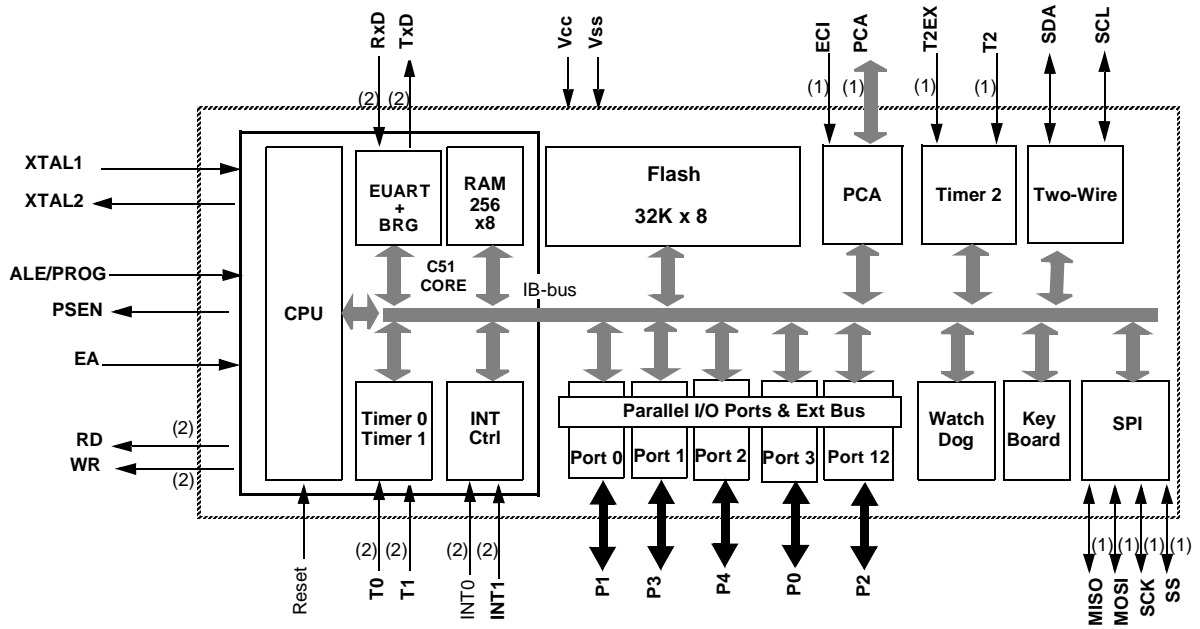 RxD
TxD
Vcc
Vss
ECI
PCA
T2EX
T2
SDA
SCL
(2) (2)
(1) (1) (1) (1)
XTAL1
XTAL2
ALE/PROG
PSEN
EA
RD
(2)
WR
(2)
CPU
EUART
+
BRG
RAM
256
x8
C51
CORE
IB-bus
Flash
32K x 8
PCA
Timer 2
Two-Wire
Timer 0
Timer 1
INT
Ctrl
Parallel I/O Ports & Ext Bus
Port 0
Port 1
Port 2
Port 3
Port 12
Watch
Dog
Key
Board
SPI
(2) (2) (2) (2)
(1) (1) (1) (1)
Reset
T0
T1
INT0
INT1
P1
P3
P4
P0
P2
MISO
MOSI
SCK
SS